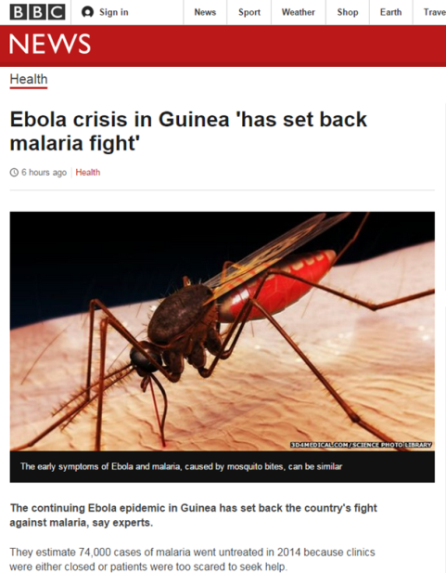 BBC Sign in News Sport Weather Shop Earth Trave
NEWS
Health
Ebola crisis in Guinea 'has set back
malaria fight'
6 hours ago Health
3D4MEDICAL.COM/SCIENCE PHOTO LIBRARY
The early symptoms of Ebola and malaria, caused by mosquito bites, can be similar
The continuing Ebola epidemic in Guinea has set back the country's fight
against malaria, say experts.
They estimate 74,000 cases of malaria went untreated in 2014 because clinics
were either closed or patients were too scared to seek help.